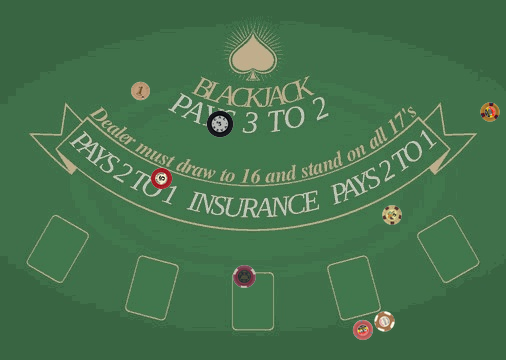 BLACKJACK
PAYS 3 TO 2
Dealer must draw to 16 and stand on all 17's
PAYS 2 TO 1 INSURANCE PAYS 2 TO 1
1